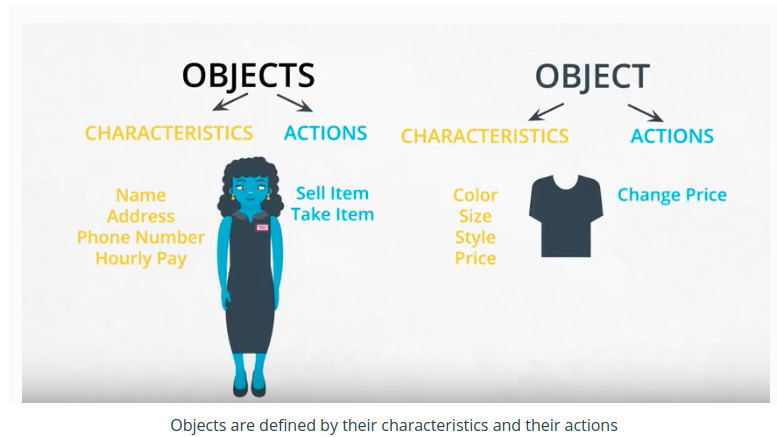 OBJECTS
CHARACTERISTICS ACTIONS
Name
Address
Phone Number
Hourly Pay
Sell Item
Take Item
OBJECT
CHARACTERISTICS ACTIONS
Color
Size
Style
Price
Change Price
Objects are defined by their characteristics and their actions